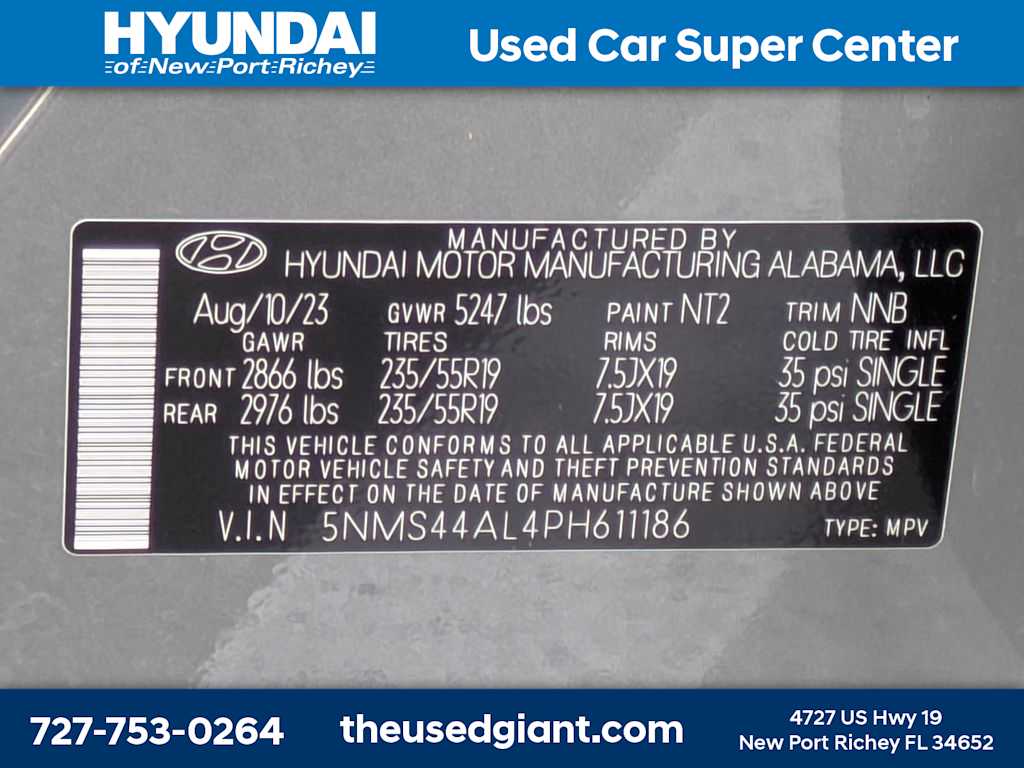 HYUNDAI
of New Port Richey
Used Car Super Center
MANUFACTURED BY
HYUNDAI MOTOR MANUFACTURING ALABAMA, LLC
Aug/10/23 GVWR 5247 lbs PAINT NT2 TRIM NNB
GAWR TIRES RIMS COLD TIRE INFL
FRONT 2866 lbs 235/55R19 7.5JX19 35 psi SINGLE
REAR 2976 lbs 235/55R19 7.5JX19 35 psi SINGLE
THIS VEHICLE CONFORMS TO ALL APPLICABLE U.S.A. FEDERAL
MOTOR VEHICLE SAFETY AND THEFT PREVENTION STANDARDS
IN EFFECT ON THE DATE OF MANUFACTURE SHOWN ABOVE
V.I.N 5NMS44AL4PH611186 TYPE: MPV
727-753-0264
theusedgiant.com
4727 US Hwy 19
New Port Richey FL 34652